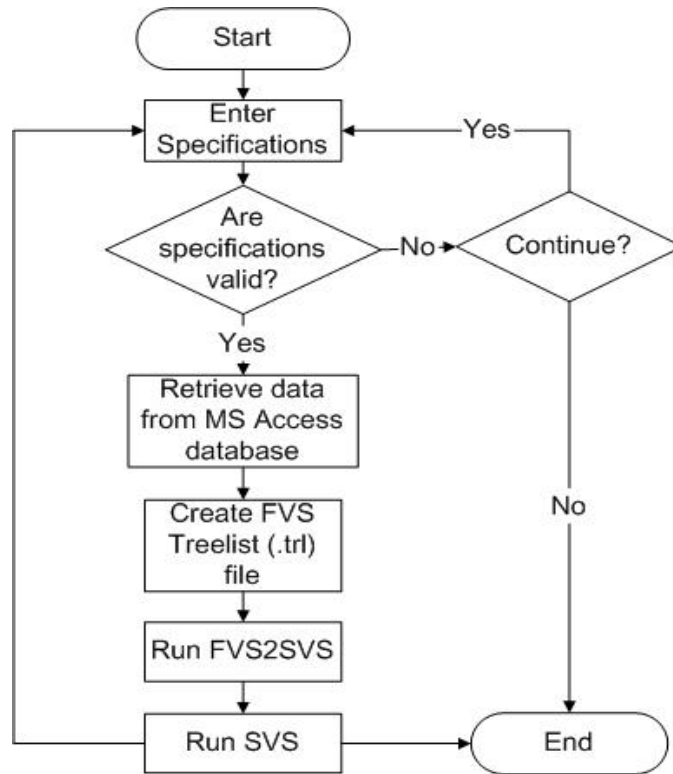 Start
Enter
Specifications
Yes
Are
specifications
valid?
No
Continue?
Yes
Retrieve data
from MS Access
database
Create FVS
Treelist (.trl)
file
No
Run FVS2SVS
Run SVS
End